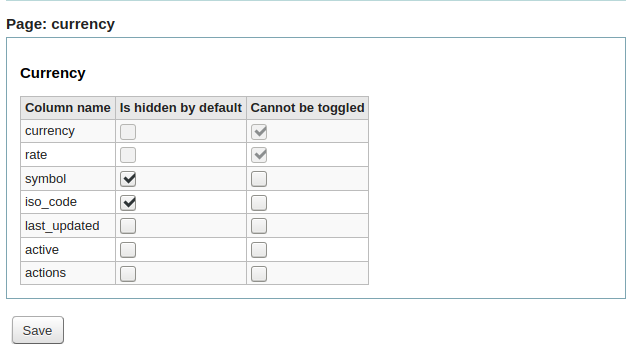 Page: currency
Currency
Column name Is hidden by default Cannot be toggled
currency
rate
symbol
iso_code
last_updated
active
actions
Save